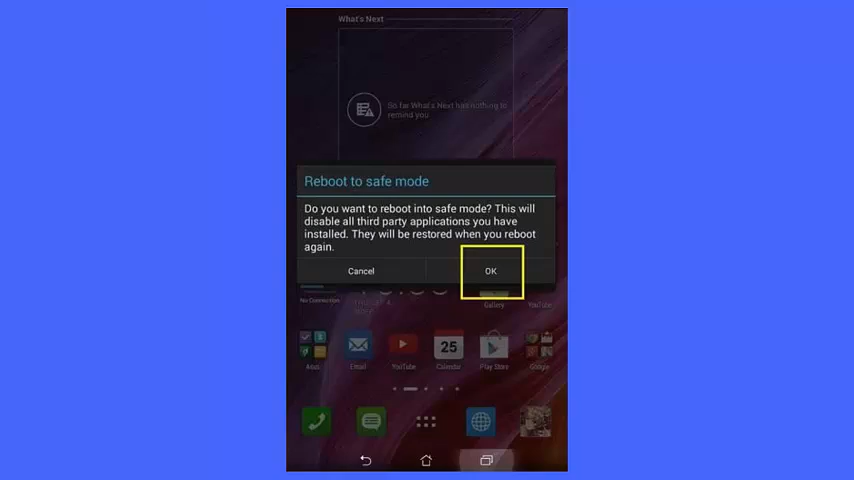 What's Next
So far What's Next has nothing to
remind you
Reboot to safe mode
Do you want to reboot into safe mode? This will
disable all third party applications you have
installed. They will be restored when you reboot
again.
Cancel
OK
No Connection
Gallery
YouTube
Asus
Email
YouTube
25
Calendar
Play Store
Google